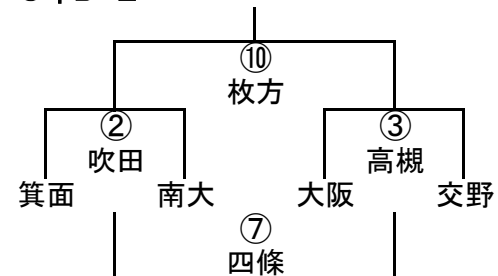 ⑩
枚方
② ③
吹田 高槻
箕面 南大 大阪 交野
⑦
四條